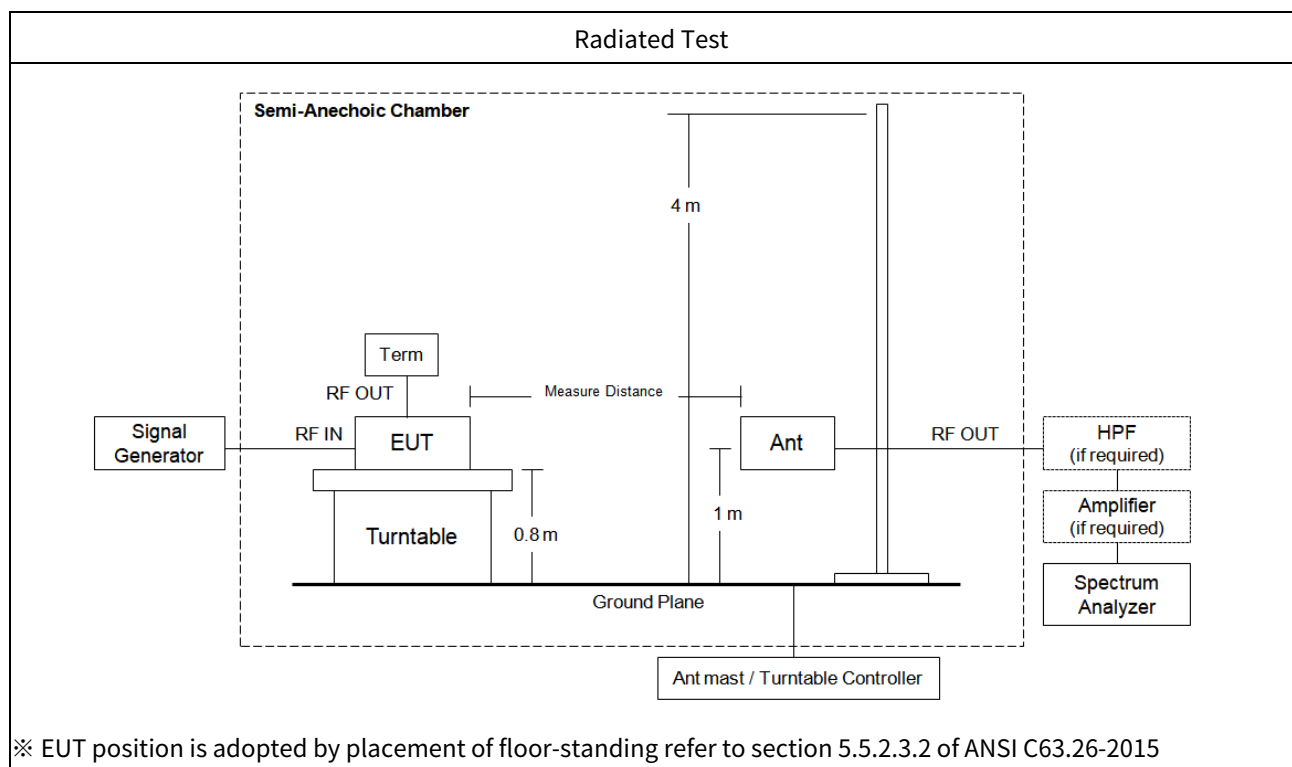 Radiated Test
Semi-Anechoic Chamber
4 m
Term
RF OUT
Measure Distance
Signal
Generator
RF IN
EUT
Ant
RF OUT
HPF
(if required)
1 m
Amplifier
(if required)
Turntable
0.8 m
Spectrum
Analyzer
Ground Plane
Ant mast / Turntable Controller
※ EUT position is adopted by placement of floor-standing refer to section 5.5.2.3.2 of ANSI C63.26-2015